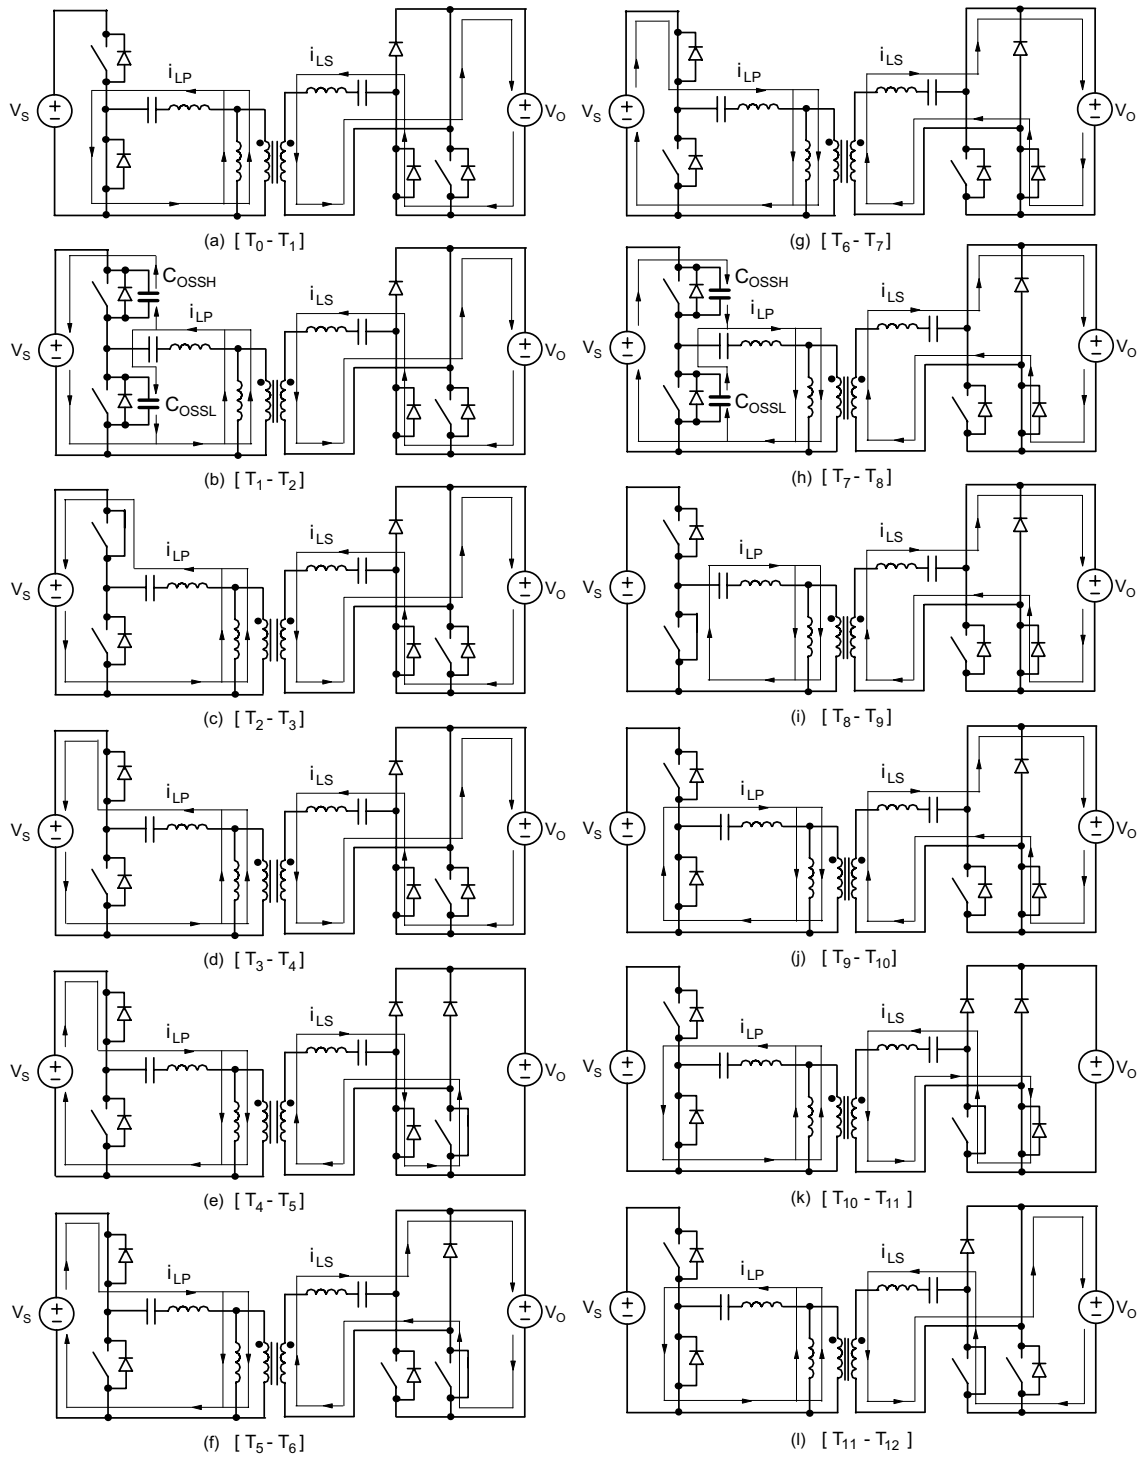 i_LP
i_LS
V_S
V_O
(a) [ T_0 - T_1 ]
C_OSSH
i_LP
i_LS
V_S
V_O
C_OSSL
(b) [ T_1 - T_2 ]
i_LP
i_LS
V_S
V_O
(c) [ T_2 - T_3 ]
i_LP
i_LS
V_S
V_O
(d) [ T_3 - T_4 ]
i_LP
i_LS
V_S
V_O
(e) [ T_4 - T_5 ]
i_LP
i_LS
V_S
V_O
(f) [ T_5 - T_6 ]
i_LP
i_LS
V_S
V_O
(g) [ T_6 - T_7 ]
C_OSSH
i_LP
i_LS
V_S
V_O
C_OSSL
(h) [ T_7 - T_8 ]
i_LP
i_LS
V_S
V_O
(i) [ T_8 - T_9 ]
i_LP
i_LS
V_S
V_O
(j) [ T_9 - T_10 ]
i_LP
i_LS
V_S
V_O
(k) [ T_10 - T_11 ]
i_LP
i_LS
V_S
V_O
(l) [ T_11 - T_12 ]